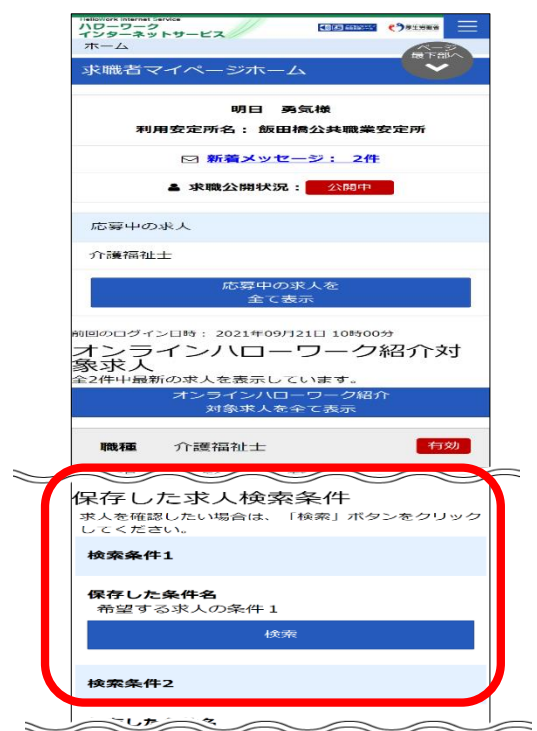 HelloWork Internet Service
ハローワーク
インターネットサービス
厚生労働省
ホーム
ページ
最下部へ
求職者マイページホーム
明日　勇気様
利用安定所名： 飯田橋公共職業安定所
新着メッセージ： 2件
求職公開状況： 公開中
応募中の求人
介護福祉士
応募中の求人を
全て表示
前回のログイン日時： 2021年09月21日 10時00分
オンラインハローワーク紹介対
象求人
全2件中最新の求人を表示しています。
オンラインハローワーク紹介
対象求人を全て表示
職種 介護福祉士 有効
保存した求人検索条件
求人を確認したい場合は、「検索」ボタンをクリック
してください。
検索条件1
保存した条件名
希望する求人の条件１
検索
検索条件2